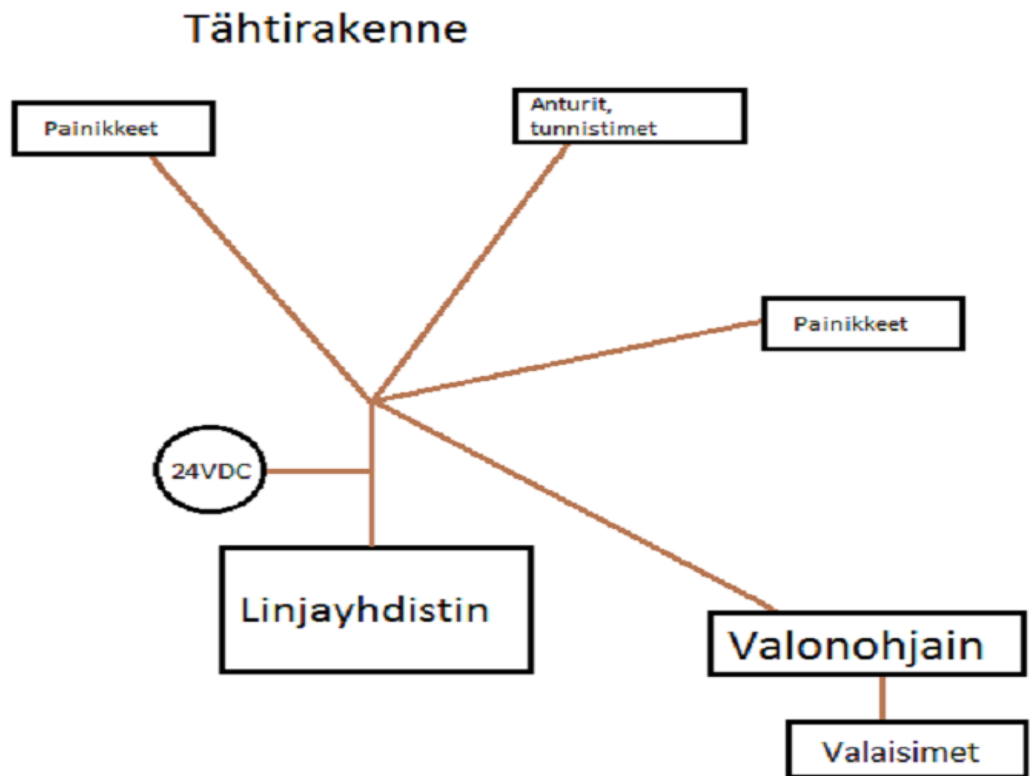 Tähtirakenne
Painikkeet
Anturit,
tunnistimet
Painikkeet
24VDC
Linjayhdistin
Valonohjain
Valaisimet